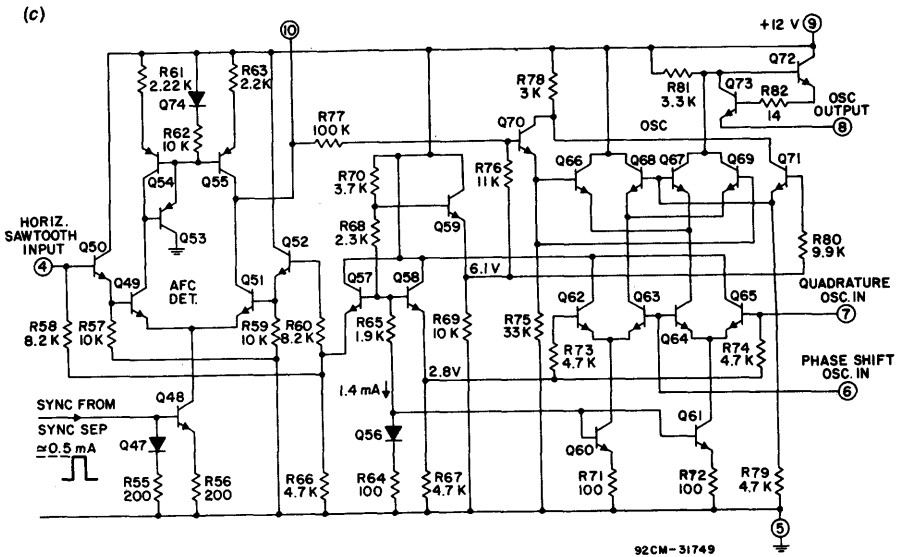 (c)
10
+12 V 9
R61
2.22 K
R63
2.2K
Q74
R62
10 K
R77
100 K
R78
3 K
Q70
R81
3.3 K
Q72
Q73
R82
14
OSC
OUTPUT
8
OSC
Q54
Q55
Q53
R70
3.7 K
R76
11 K
Q66
Q68
Q67
Q69
Q71
Q59
R68
2.3 K
HORIZ.
SAWTOOTH
INPUT
4
Q50
Q49
AFC
DET.
Q52
Q51
R80
9.9K
Q57
Q58
6.1 V
Q62
Q63
Q65
Q64
QUADRATURE
OSC. IN
7
R58
8.2 K
R57
10K
R59
10 K
R60
8.2 K
R65
1.9K
R69
10 K
R75
33K
R73
4.7 K
R74
4.7 K
2.8V
PHASE SHIFT
OSC. IN
6
1.4 mA
SYNC FROM
SYNC SEP
≃0.5 mA
Q48
Q47
Q56
Q60
Q61
R55
200
R56
200
R66
4.7 K
R64
100
R67
4.7 K
R71
100
R72
100
R79
4.7 K
5
92CM-31749